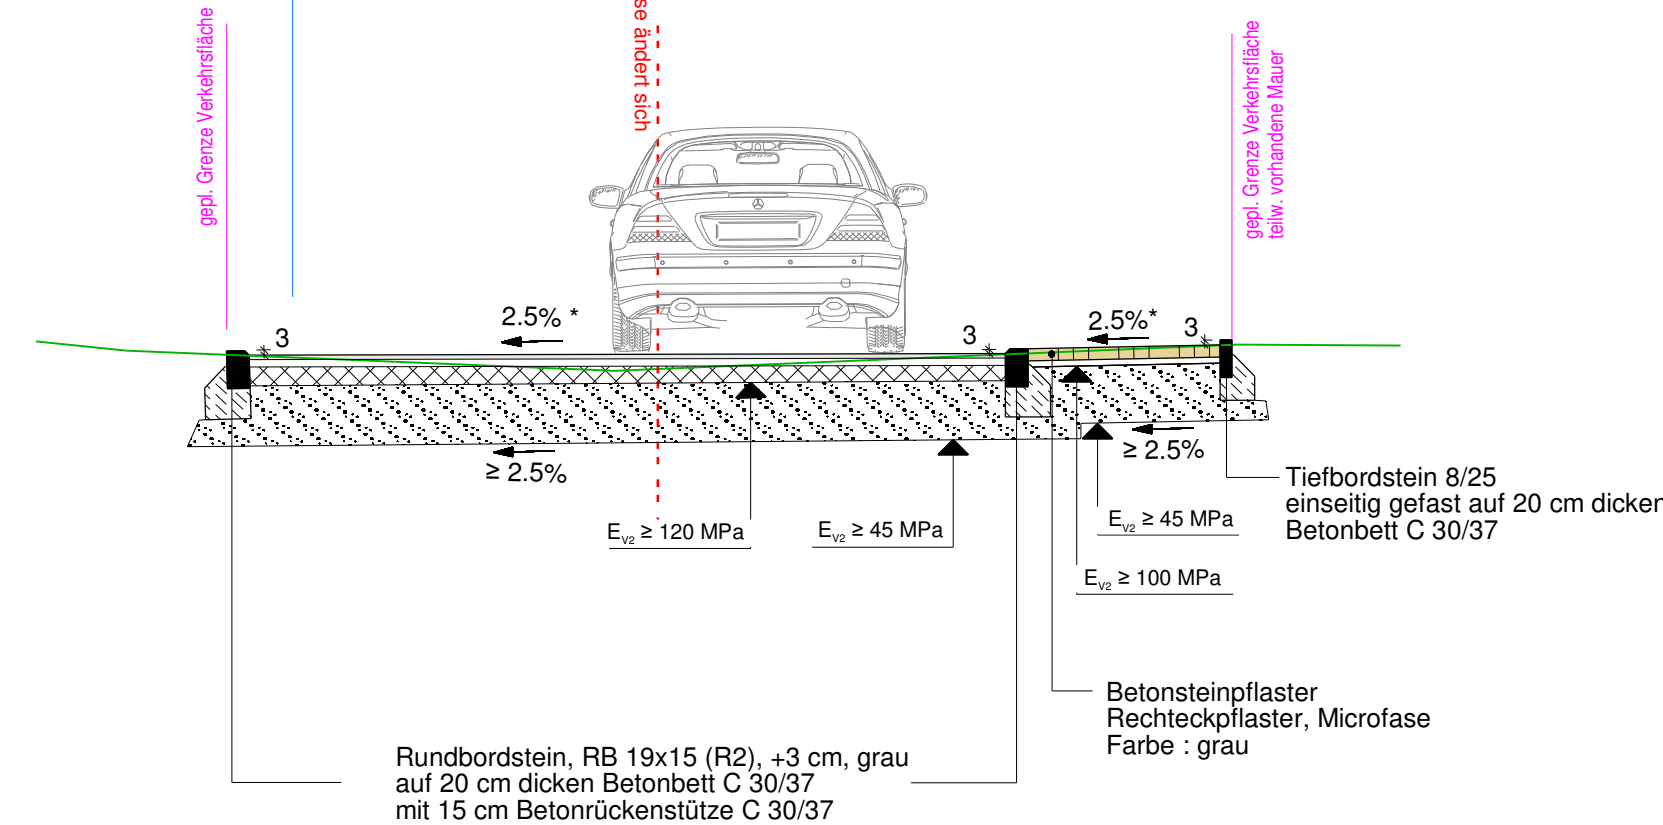 gepl. Grenze Verkehrsfläche
se ändert sich
gepl. Grenze Verkehrsfläche
teilw. vorhandene Mauer
3
2.5% *
3
2.5%*
3
≥ 2.5%
≥ 2.5%
Ev2 ≥ 120 MPa
Ev2 ≥ 45 MPa
Ev2 ≥ 45 MPa
Ev2 ≥ 100 MPa
Tiefbordstein 8/25
einseitig gefast auf 20 cm dicken
Betonbett C 30/37
Betonsteinpflaster
Rechteckpflaster, Microfase
Farbe : grau
Rundbordstein, RB 19x15 (R2), +3 cm, grau
auf 20 cm dicken Betonbett C 30/37
mit 15 cm Betonrückenstütze C 30/37